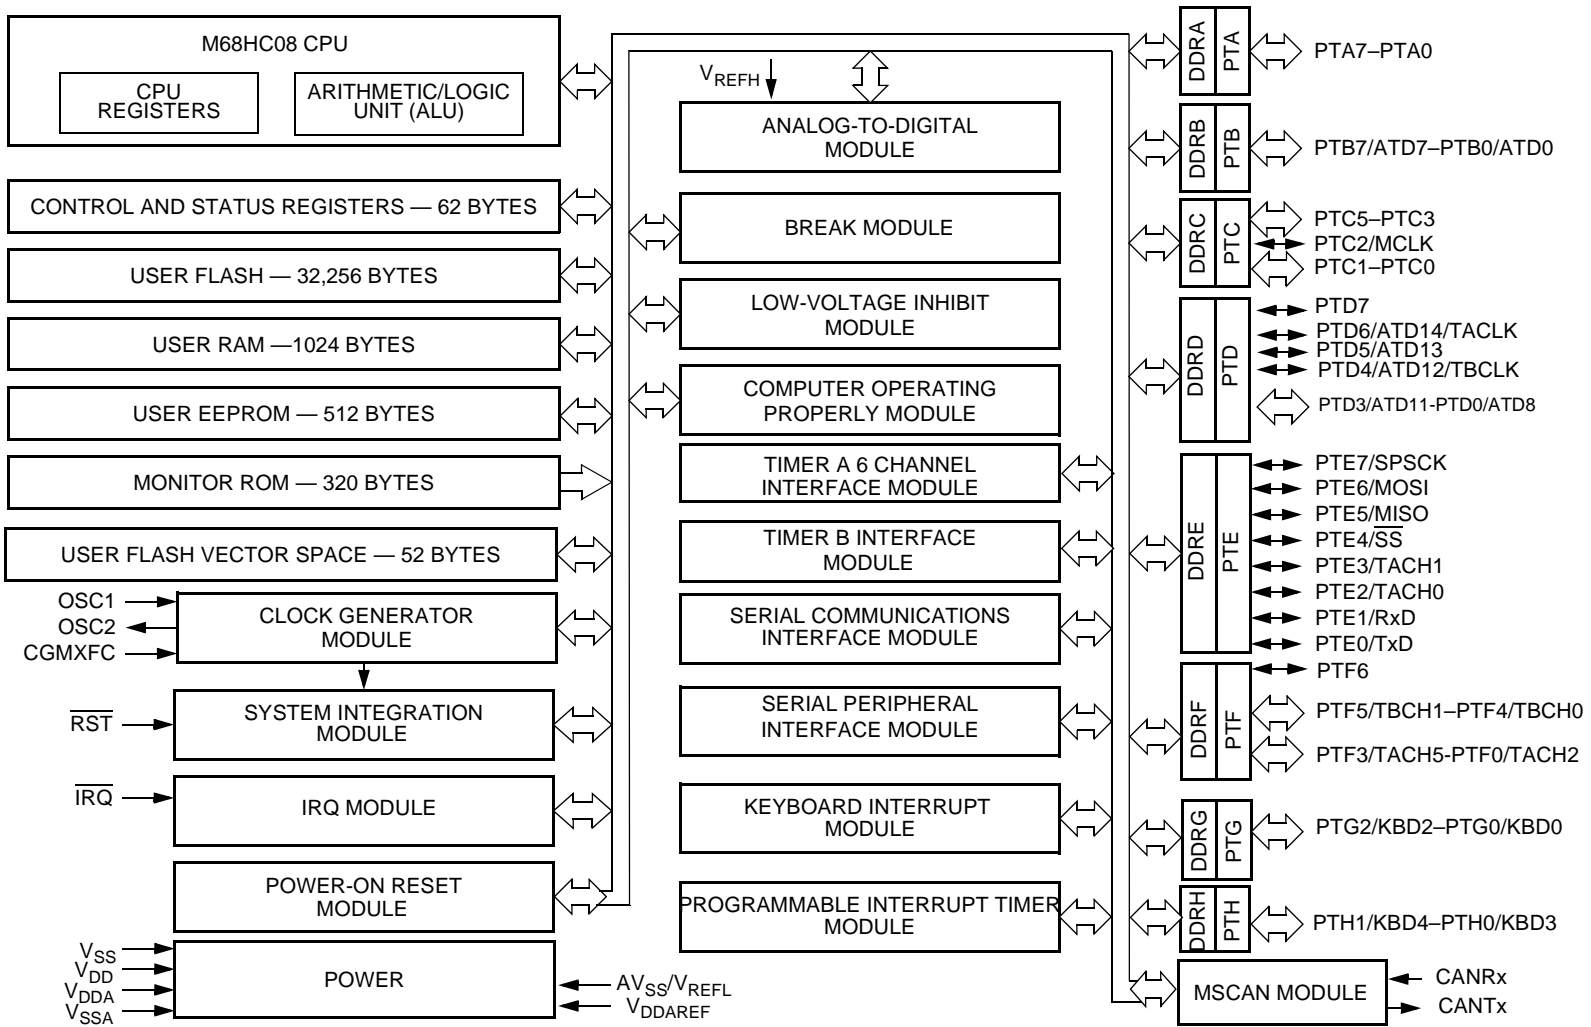 M68HC08 CPU
CPU
REGISTERS
ARITHMETIC/LOGIC
UNIT (ALU)
CONTROL AND STATUS REGISTERS — 62 BYTES
USER FLASH — 32,256 BYTES
USER RAM —1024 BYTES
USER EEPROM — 512 BYTES
MONITOR ROM — 320 BYTES
USER FLASH VECTOR SPACE — 52 BYTES
OSC1
OSC2
CGMXFC
CLOCK GENERATOR
MODULE
RST
SYSTEM INTEGRATION
MODULE
IRQ
IRQ MODULE
POWER-ON RESET
MODULE
VSS
VDD
VDDA
VSSA
POWER
AVSS/VREFL
VDDAREF
VREFH
ANALOG-TO-DIGITAL
MODULE
BREAK MODULE
LOW-VOLTAGE INHIBIT
MODULE
COMPUTER OPERATING
PROPERLY MODULE
TIMER A 6 CHANNEL
INTERFACE MODULE
TIMER B INTERFACE
MODULE
SERIAL COMMUNICATIONS
INTERFACE MODULE
SERIAL PERIPHERAL
INTERFACE MODULE
KEYBOARD INTERRUPT
MODULE
PROGRAMMABLE INTERRUPT TIMER
MODULE
DDRA
PTA
PTA7–PTA0
DDRB
PTB
PTB7/ATD7–PTB0/ATD0
DDRC
PTC
PTC5–PTC3
PTC2/MCLK
PTC1–PTC0
DDRD
PTD
PTD7
PTD6/ATD14/TACLK
PTD5/ATD13
PTD4/ATD12/TBCLK
PTD3/ATD11-PTD0/ATD8
DDRE
PTE
PTE7/SPSCK
PTE6/MOSI
PTE5/MISO
PTE4/SS
PTE3/TACH1
PTE2/TACH0
PTE1/RxD
PTE0/TxD
DDRF
PTF
PTF6
PTF5/TBCH1–PTF4/TBCH0
PTF3/TACH5-PTF0/TACH2
DDRG
PTG
PTG2/KBD2–PTG0/KBD0
DDRH
PTH
PTH1/KBD4–PTH0/KBD3
MSCAN MODULE
CANRx
CANTx